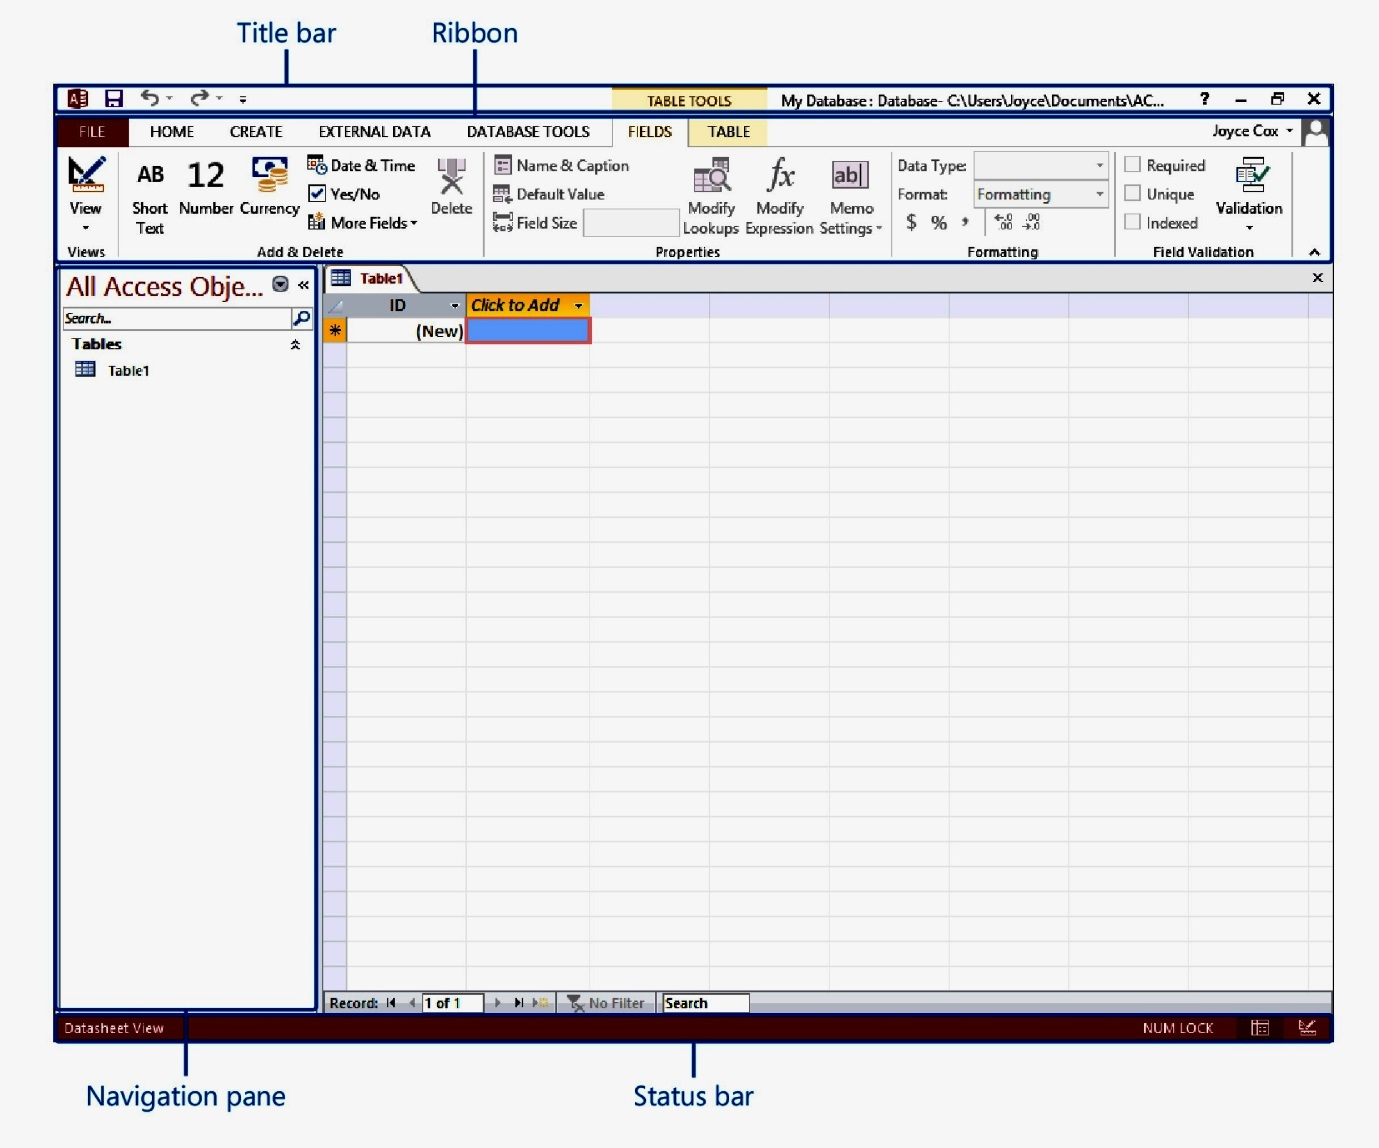 Title bar Ribbon
TABLE TOOLS My Database : Database- C:\Users\Joyce\Documents\AC... ?
FILE HOME CREATE EXTERNAL DATA DATABASE TOOLS FIELDS TABLE Joyce Cox
View
AB Short Text
12 Number
Currency
Date & Time
Yes/No
More Fields
Delete
Name & Caption
Default Value
Field Size
Modify Lookups
fx Modify Expression
ab| Memo Settings
Data Type:
Format: Formatting
$ % , ←.0 .00 .00 →.0
Required
Unique
Indexed
Validation
Views Add & Delete Properties Formatting Field Validation
All Access Obje... «
Search...
Tables
Table1
Table1
ID Click to Add
* (New)
Record: 1 of 1 No Filter Search
Datasheet View NUM LOCK
Navigation pane Status bar